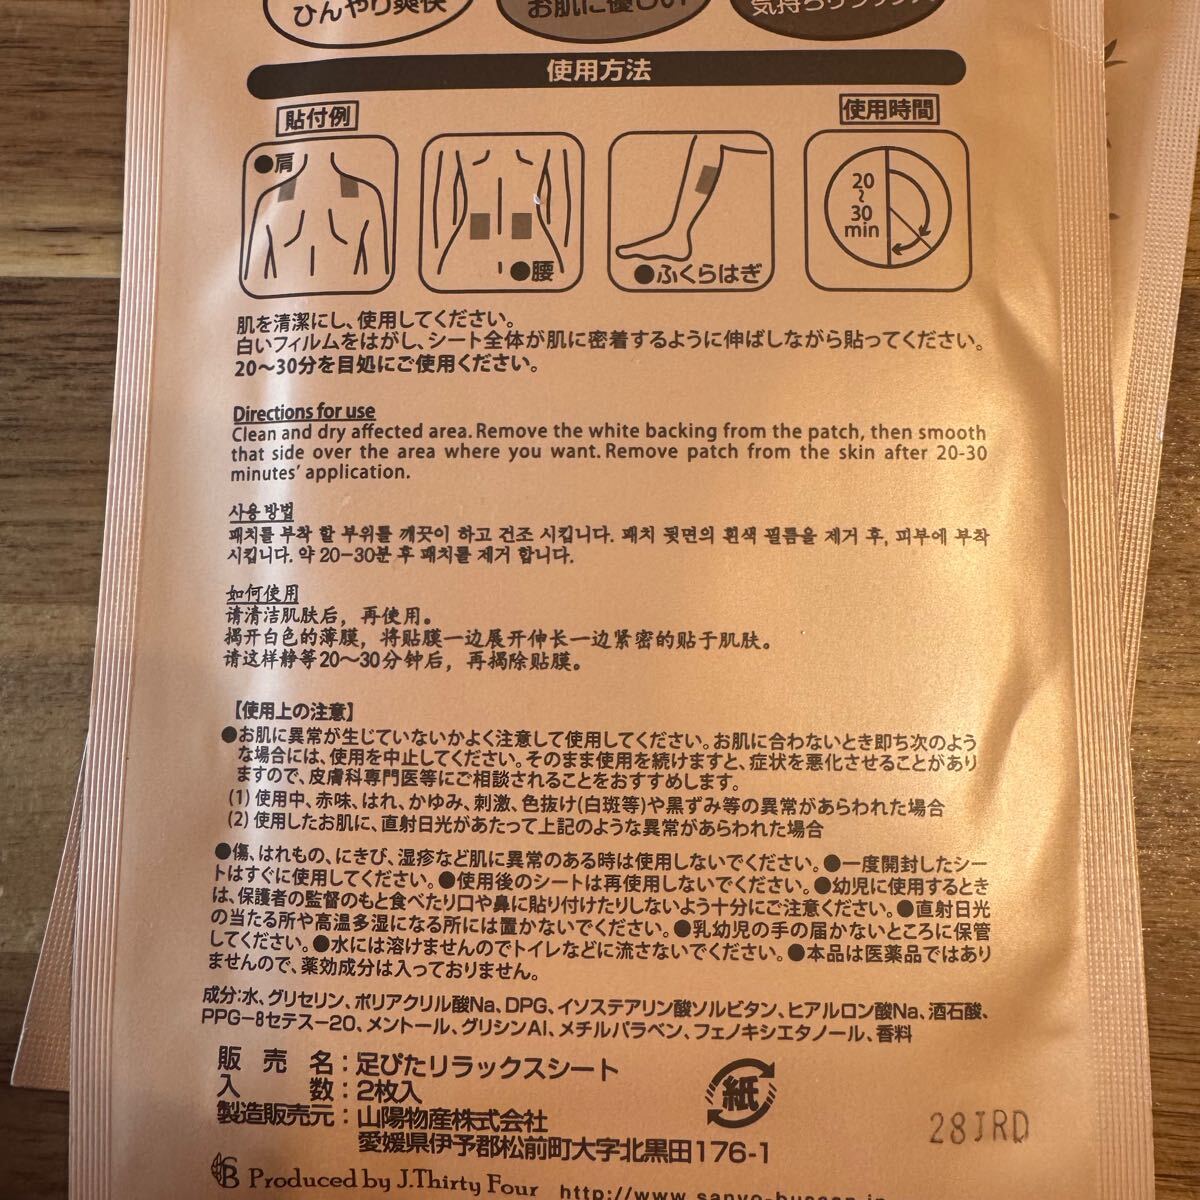 ひんやり爽快
お肌に優しい
使用方法
貼付例
使用時間
●肩
●腰
●ふくらはぎ
20
～
30
min
肌を清潔にし、使用してください。
白いフィルムをはがし、シート全体が肌に密着するように伸ばしながら貼ってください。
20～30分を目処にご使用ください。
Directions for use
Clean and dry affected area. Remove the white backing from the patch, then smooth
that side over the area where you want. Remove patch from the skin after 20-30
minutes' application.
사용 방법
패치를 부착 할 부위를 깨끗이 하고 건조 시킵니다. 패치 뒷면의 흰색 필름을 제거 후, 피부에 부착
시킵니다. 약 20-30분 후 패치를 제거 합니다.
如何使用
请清洁肌肤后，再使用。
揭开白色的薄膜，将贴膜一边展开伸长一边紧密的贴于肌肤。
请这样静等20～30分钟后，再揭除贴膜。
【使用上の注意】
●お肌に異常が生じていないかよく注意して使用してください。お肌に合わないとき即ち次のよう
な場合には、使用を中止してください。そのまま使用を続けますと、症状を悪化させることがあり
ますので、皮膚科専門医等にご相談されることをおすすめします。
(1) 使用中、赤味、はれ、かゆみ、刺激、色抜け(白斑等)や黒ずみ等の異常があらわれた場合
(2) 使用したお肌に、直射日光があたって上記のような異常があらわれた場合
●傷、はれもの、にきび、湿疹など肌に異常のある時は使用しないでください。●一度開封したシー
トはすぐに使用してください。●使用後のシートは再使用しないでください。●幼児に使用するときは
は、保護者の監督のもと食べたり口や鼻に貼り付けたりしないよう十分にご注意ください。●直射日光
の当たる所や高温多湿になる所には置かないでください。●乳幼児の手の届かないところに保管
してください。●水には溶けませんのでトイレなどに流さないでください。●本品は医薬品ではあり
ませんので、薬効成分は入っておりません。
成分:水、グリセリン、ポリアクリル酸Na、DPG、イソステアリン酸ソルビタン、ヒアルロン酸Na、酒石酸、
PPG-8セテス-20、メントール、グリシンAl、メチルパラベン、フェノキシエタノール、香料
販売名：足ぴたリラックスシート
入数：2枚入
製造販売元：山陽物産株式会社
愛媛県伊予郡松前町大字北黒田176-1
紙
28JRD
SB Produced by J.Thirty Four http://www.sanyo-bussan.jp